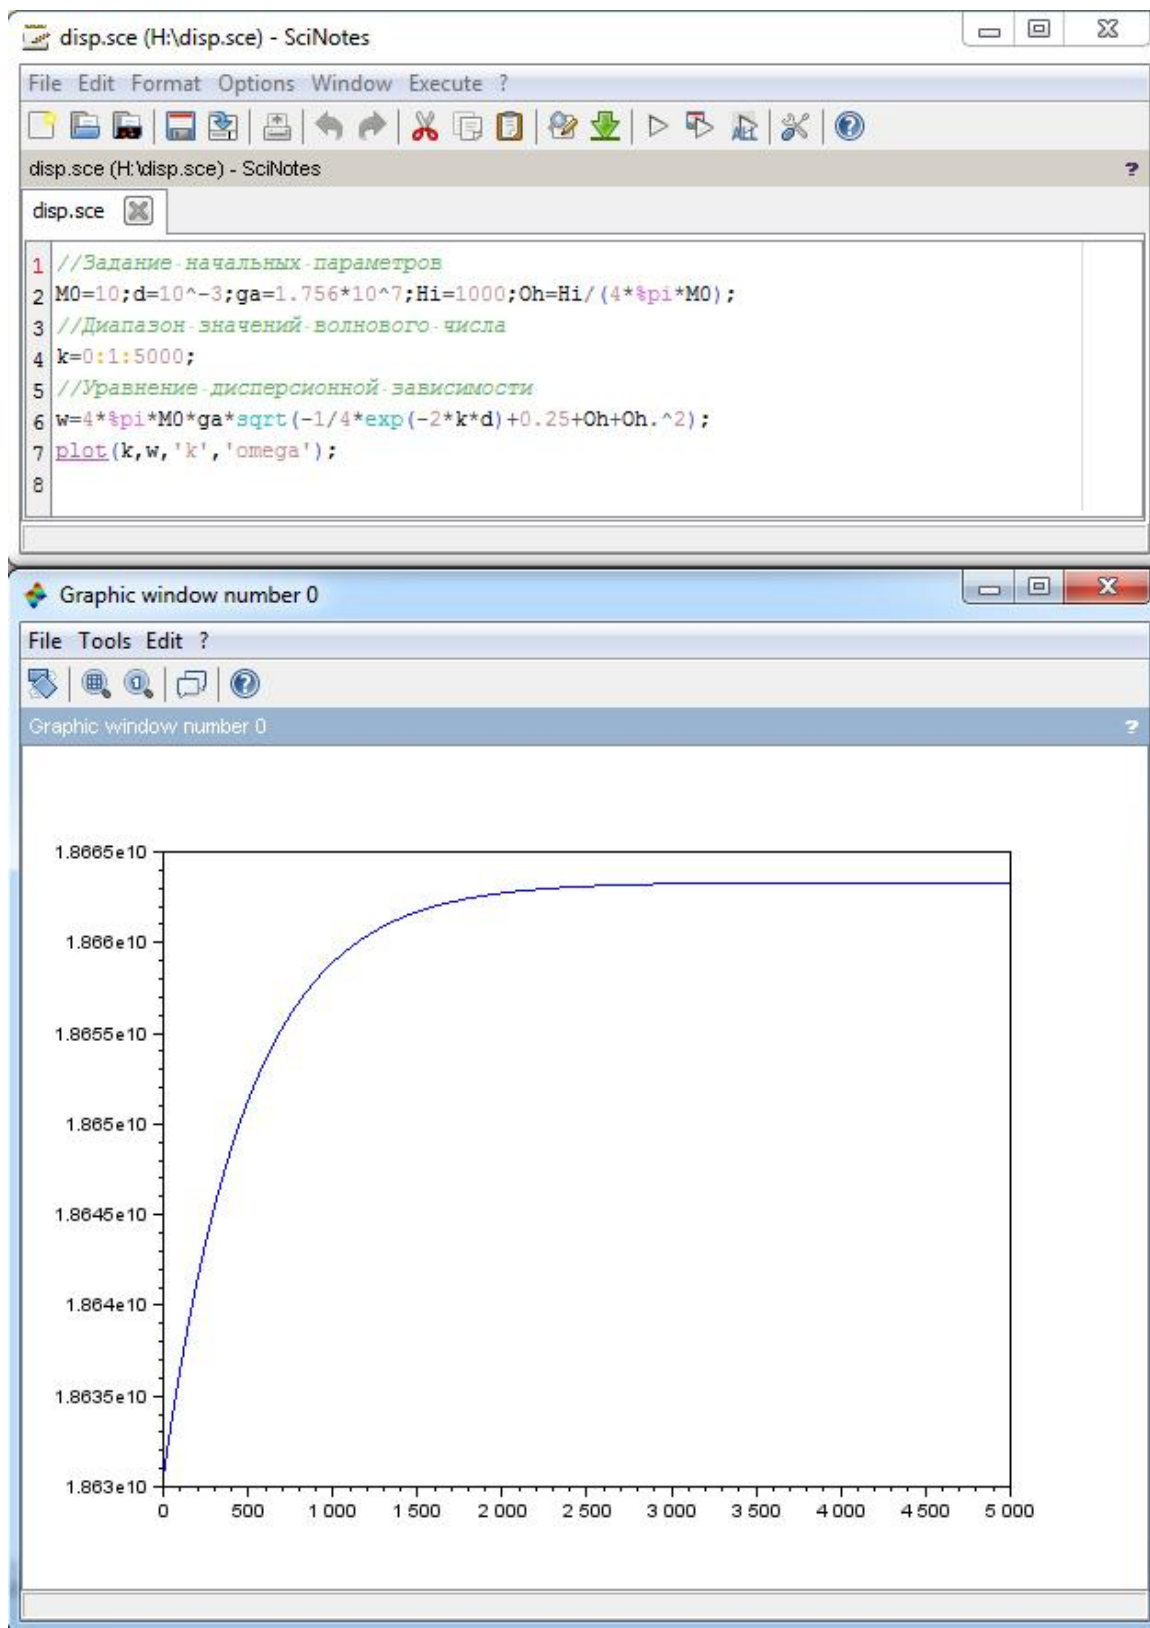 disp.sce (H:\disp.sce) - SciNotes
File Edit Format Options Window Execute ?
disp.sce (H:\disp.sce) - SciNotes ?
disp.sce
1 //Задание начальных параметров
2 M0=10;d=10^-3;ga=1.756*10^7;Hi=1000;Oh=Hi/(4*%pi*M0);
3 //Диапазон значений волнового числа
4 k=0:1:5000;
5 //Уравнение дисперсионной зависимости
6 w=4*%pi*M0*ga*sqrt(-1/4*exp(-2*k*d)+0.25+Oh+Oh.^2);
7 plot(k,w,'k','omega');
8
Graphic window number 0
File Tools Edit ?
Graphic window number 0 ?
1.8665e10
1.866e10
1.8655e10
1.865e10
1.8645e10
1.864e10
1.8635e10
1.863e10
0 500 1 000 1 500 2 000 2 500 3 000 3 500 4 000 4 500 5 000